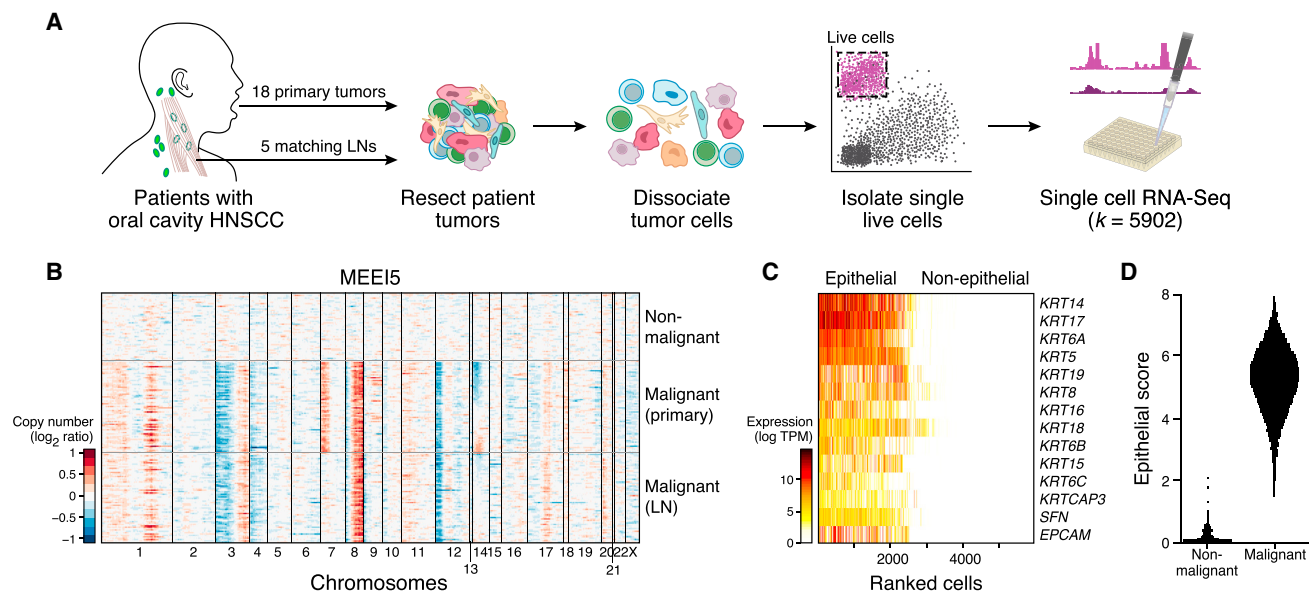 A
18 primary tumors
5 matching LNs
Patients with
oral cavity HNSCC
Resect patient
tumors
Dissociate
tumor cells
Live cells
Isolate single
live cells
Single cell RNA-Seq
(k = 5902)
B
MEEI5
Non-
malignant
Malignant
(primary)
Malignant
(LN)
Copy number
(log2 ratio)
1
0.5
0
−0.5
−1
1 2 3 4 5 6 7 8 9 10 11 12 14 15 16 17 18 19 20 22 X
13 21
Chromosomes
C
Epithelial Non-epithelial
KRT14
KRT17
KRT6A
KRT5
KRT19
KRT8
KRT16
KRT18
KRT6B
KRT15
KRT6C
KRTCAP3
SFN
EPCAM
Expression
(log TPM)
10
5
0
2000 4000
Ranked cells
D
Epithelial score
8
6
4
2
0
Non-
malignant
Malignant